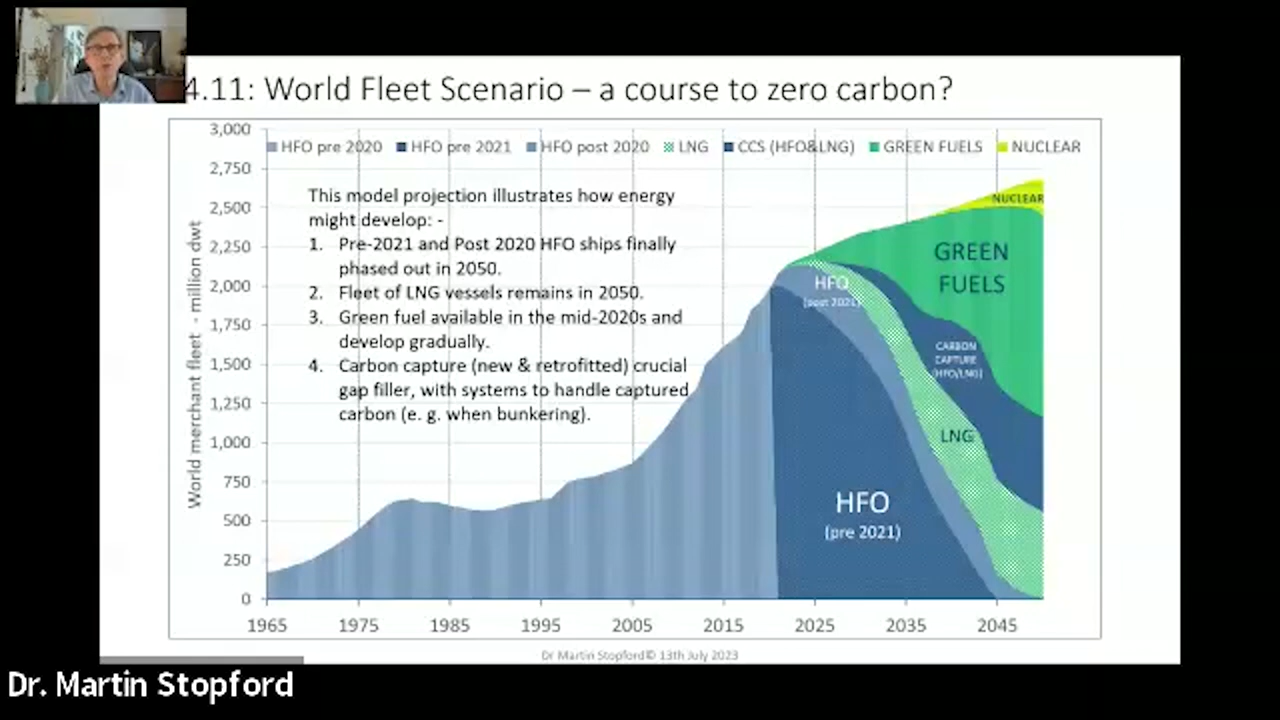 4.11: World Fleet Scenario – a course to zero carbon?
3,000
2,750
2,500
2,250
2,000
1,750
1,500
1,250
1,000
750
500
250
0
World merchant fleet - million dwt
HFO pre 2020 HFO pre 2021 HFO post 2020 LNG CCS (HFO&LNG) GREEN FUELS NUCLEAR
This model projection illustrates how energy
might develop: -
1. Pre-2021 and Post 2020 HFO ships finally
phased out in 2050.
2. Fleet of LNG vessels remains in 2050.
3. Green fuel available in the mid-2020s and
develop gradually.
4. Carbon capture (new & retrofitted) crucial
gap filler, with systems to handle captured
carbon (e. g. when bunkering).
NUCLEAR
GREEN
FUELS
HFO
(post 2021)
CARBON
CAPTURE
(HFO/LNG)
LNG
HFO
(pre 2021)
1965 1975 1985 1995 2005 2015 2025 2035 2045
Dr Martin Stopford© 13th July 2023
Dr. Martin Stopford